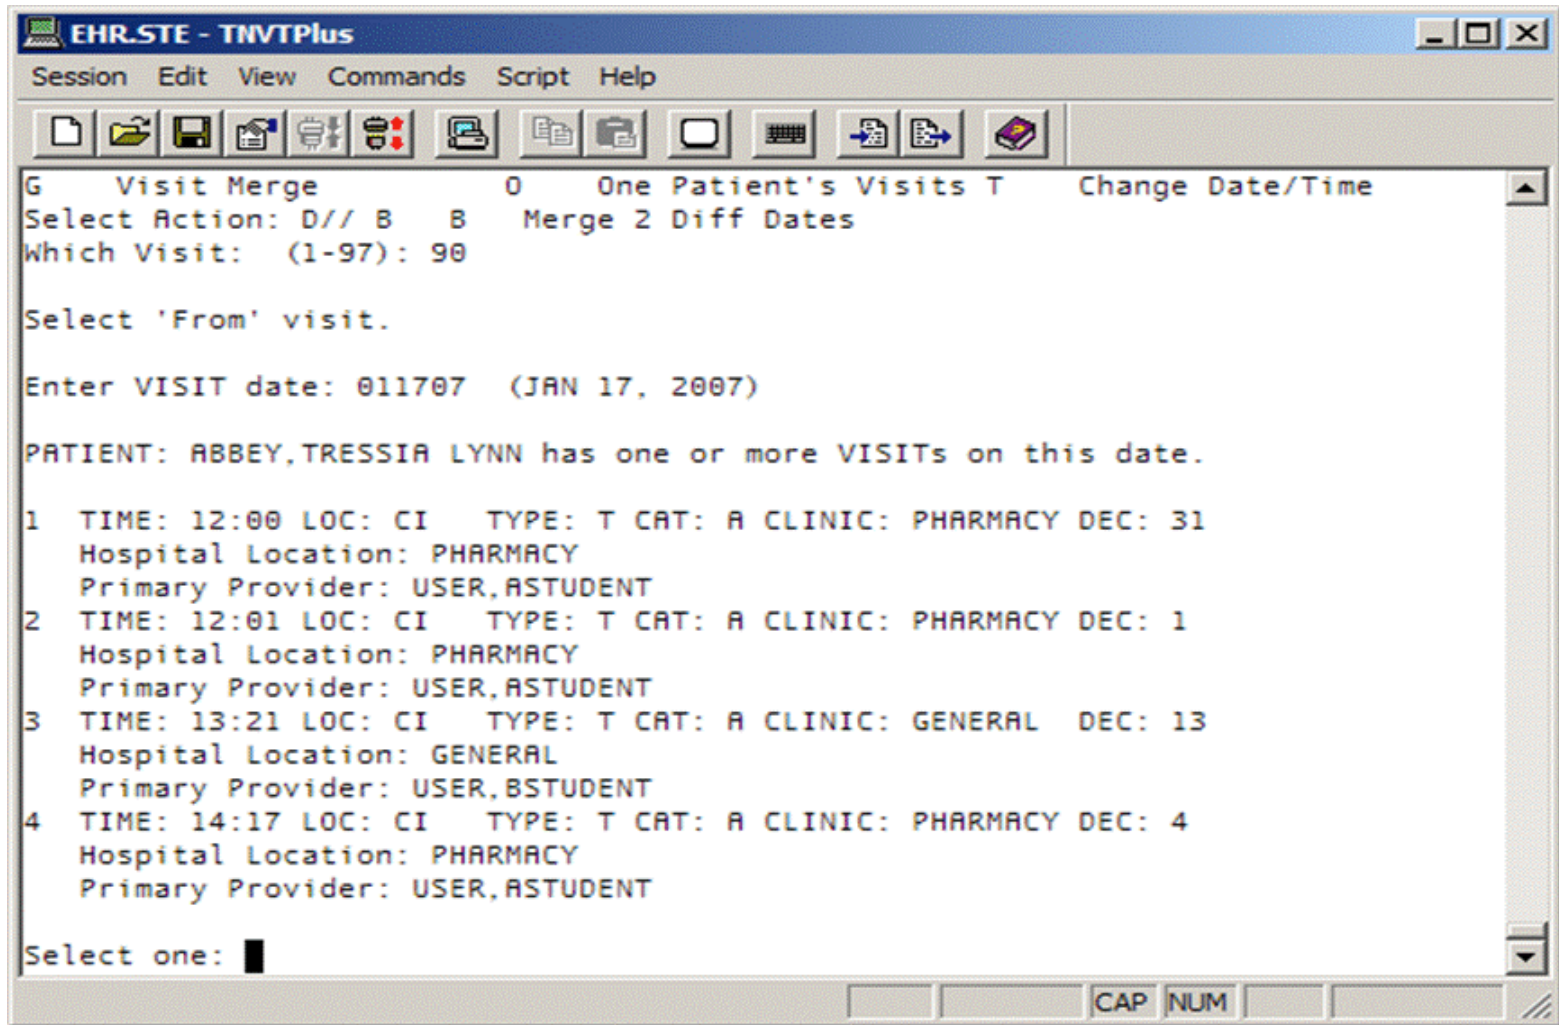 EHR.STE - TNVTPlus
Session Edit View Commands Script Help
G    Visit Merge          O    One Patient's Visits T    Change Date/Time
Select Action: D// B   B   Merge 2 Diff Dates
Which Visit:  (1-97): 90
Select 'From' visit.
Enter VISIT date: 011707  (JAN 17, 2007)
PATIENT: ABBEY,TRESSIA LYNN has one or more VISITs on this date.
1  TIME: 12:00 LOC: CI   TYPE: T CAT: A CLINIC: PHARMACY DEC: 31
   Hospital Location: PHARMACY
   Primary Provider: USER,ASTUDENT
2  TIME: 12:01 LOC: CI   TYPE: T CAT: A CLINIC: PHARMACY DEC: 1
   Hospital Location: PHARMACY
   Primary Provider: USER,ASTUDENT
3  TIME: 13:21 LOC: CI   TYPE: T CAT: A CLINIC: GENERAL  DEC: 13
   Hospital Location: GENERAL
   Primary Provider: USER,BSTUDENT
4  TIME: 14:17 LOC: CI   TYPE: T CAT: A CLINIC: PHARMACY DEC: 4
   Hospital Location: PHARMACY
   Primary Provider: USER,ASTUDENT
Select one:
CAP NUM